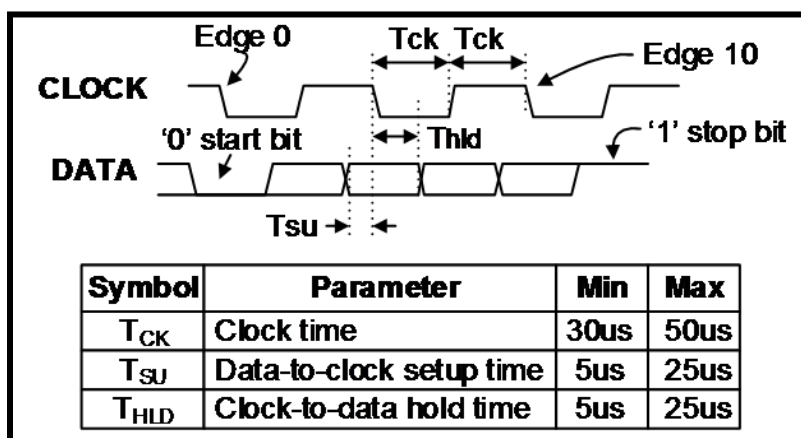 Edge 0
Tck Tck
Edge 10
CLOCK
'0' start bit
Thld
'1' stop bit
DATA
Tsu
Symbol Parameter Min Max
TCK Clock time 30us 50us
TSU Data-to-clock setup time 5us 25us
THLD Clock-to-data hold time 5us 25us